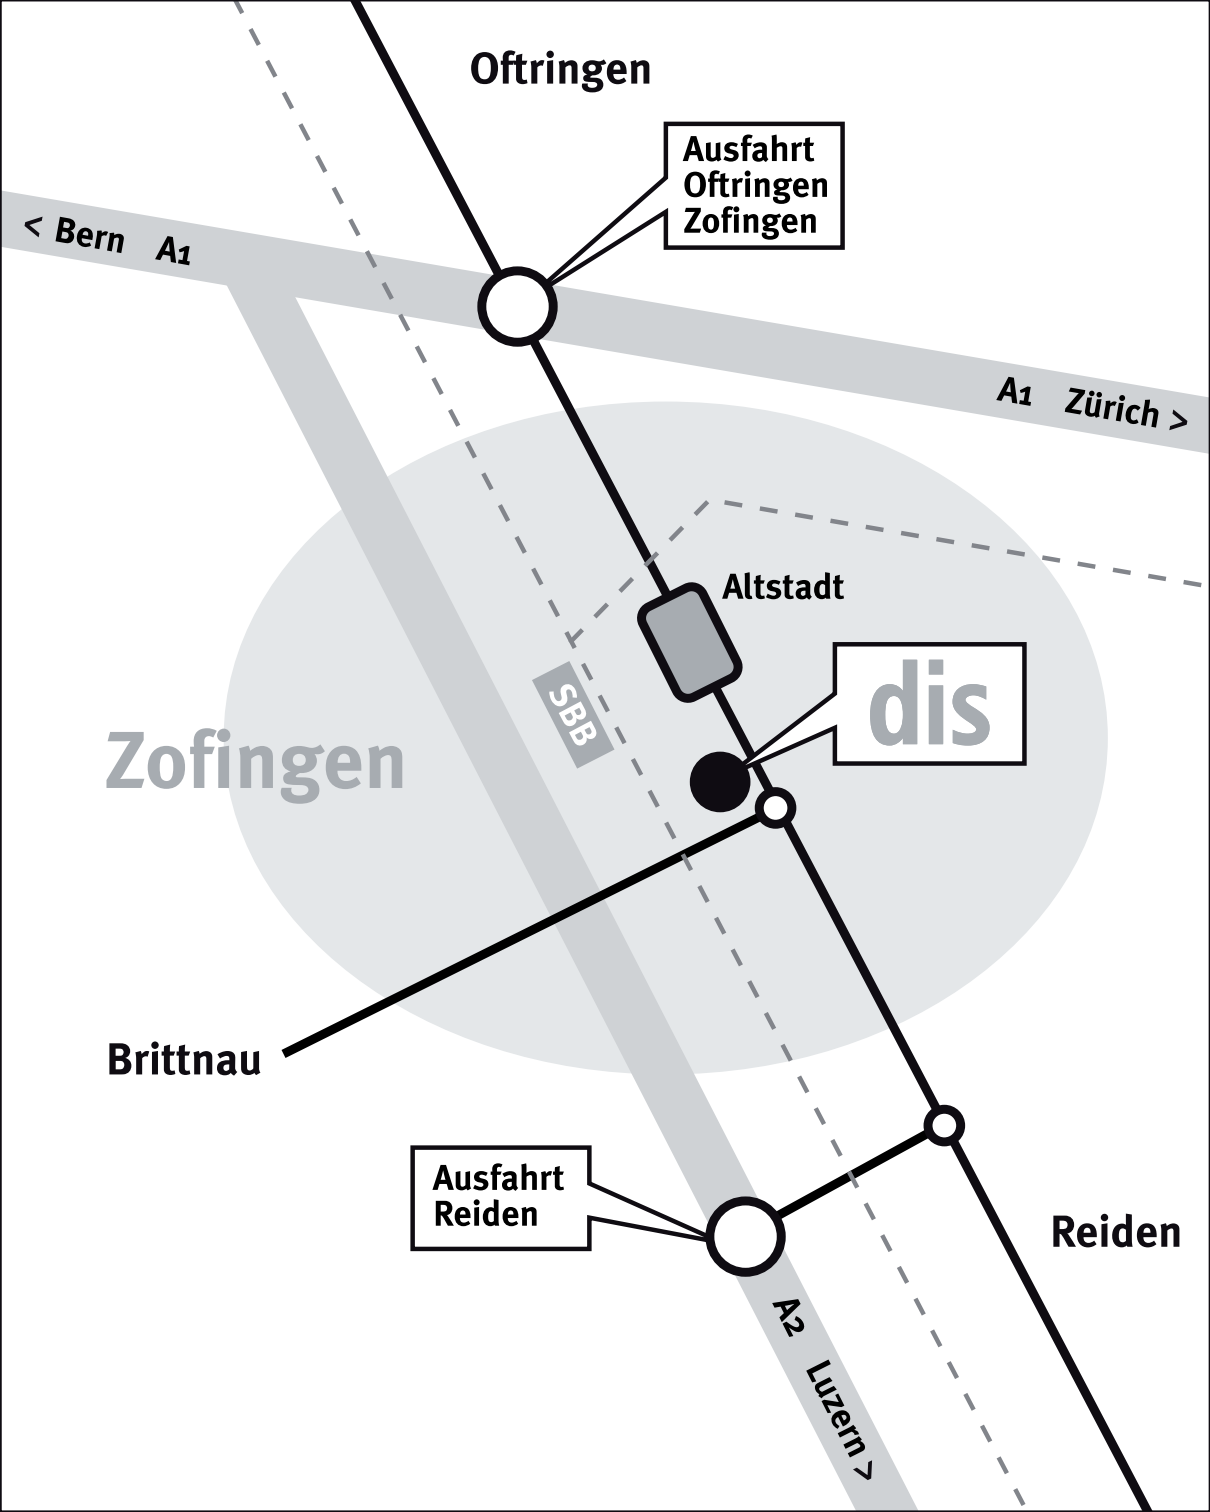 Oftringen
Ausfahrt
Oftringen
Zofingen
< Bern A1
A1 Zürich >
Altstadt
dis
SBB
Zofingen
Brittnau
Ausfahrt
Reiden
Reiden
A2 Luzern >